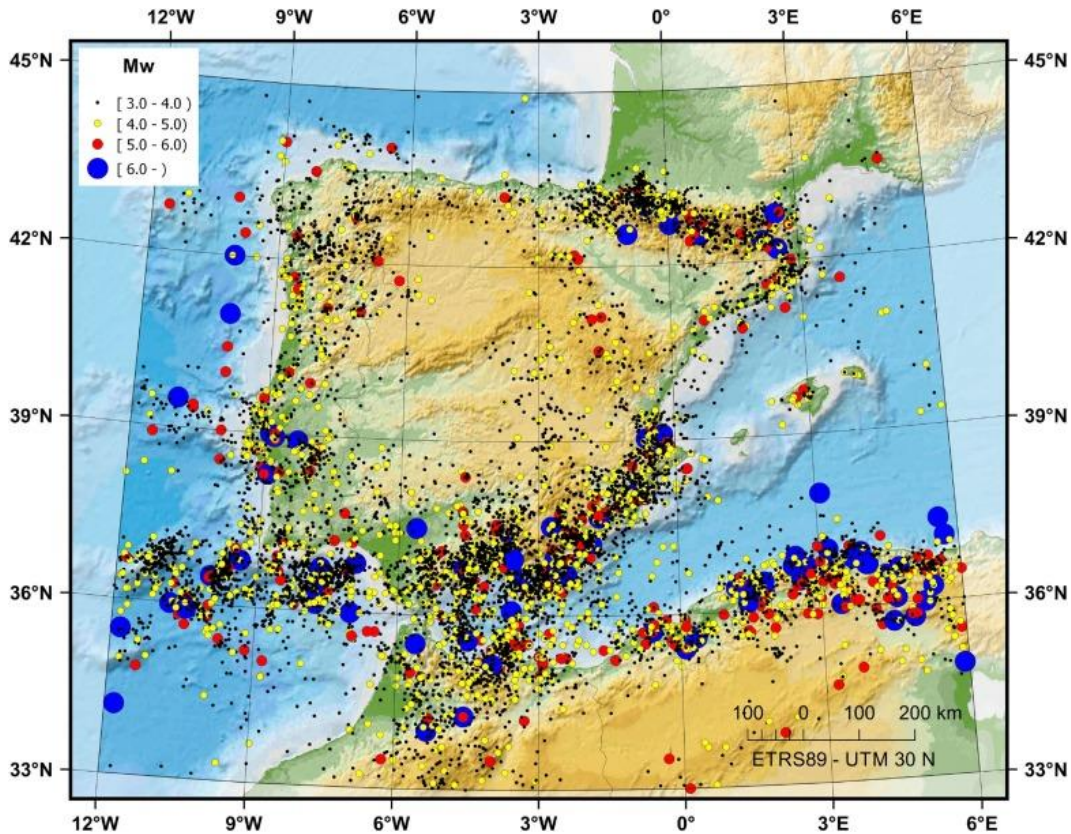 12°W 9°W 6°W 3°W 0° 3°E 6°E
45°N 45°N
Mw
[ 3.0 - 4.0 )
[ 4.0 - 5.0)
[ 5.0 - 6.0)
[ 6.0 - )
42°N 42°N
39°N 39°N
36°N 36°N
100 0 100 200 km
ETRS89 - UTM 30 N
33°N 33°N
12°W 9°W 6°W 3°W 0° 3°E 6°E